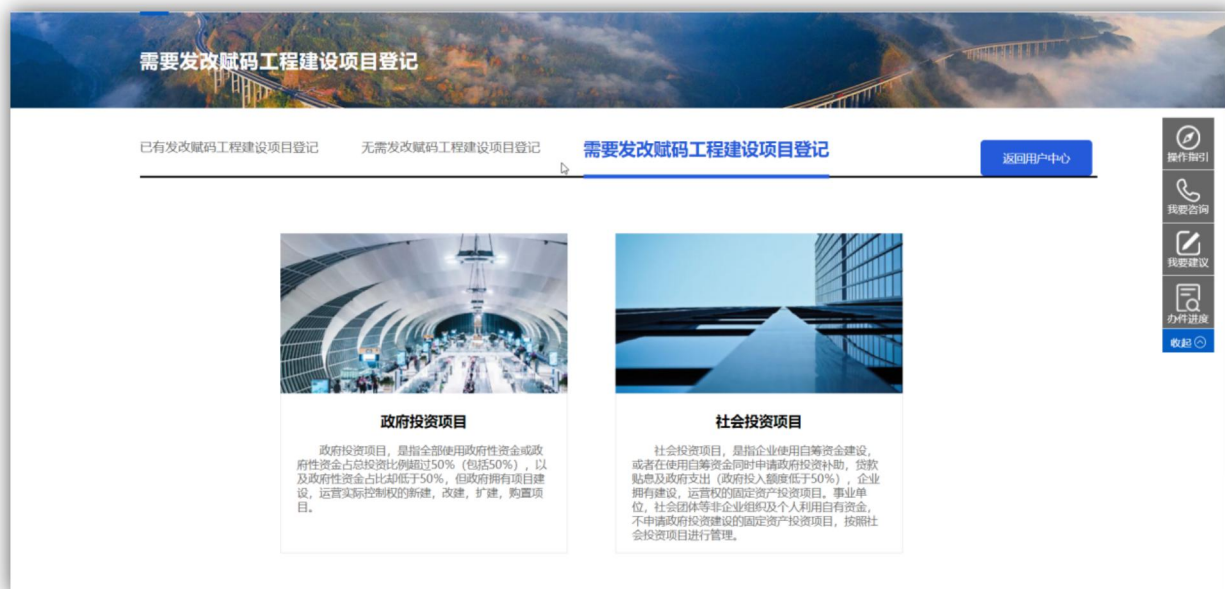 需要发改赋码工程建设项目登记
已有发改赋码工程建设项目登记
无需发改赋码工程建设项目登记
需要发改赋码工程建设项目登记
返回用户中心
政府投资项目
政府投资项目，是指全部使用政府性资金或政
府性资金占总投资比例超过50%（包括50%），以
及政府性资金占比却低于50%，但政府拥有项目建
设，运营实际控制权的新建，改建，扩建，购置项
目。
社会投资项目
社会投资项目，是指企业使用自筹资金建设，
或者在使用自筹资金同时申请政府投资补助，贷款
贴息及政府支出（政府投入额度低于50%），企业
拥有建设，运营权的固定资产投资项目。事业单
位，社会团体等非企业组织及个人利用自有资金，
不申请政府投资建设的固定资产投资项目，按照社
会投资项目进行管理。
操作指引
我要咨询
我要建议
办件进度
收起